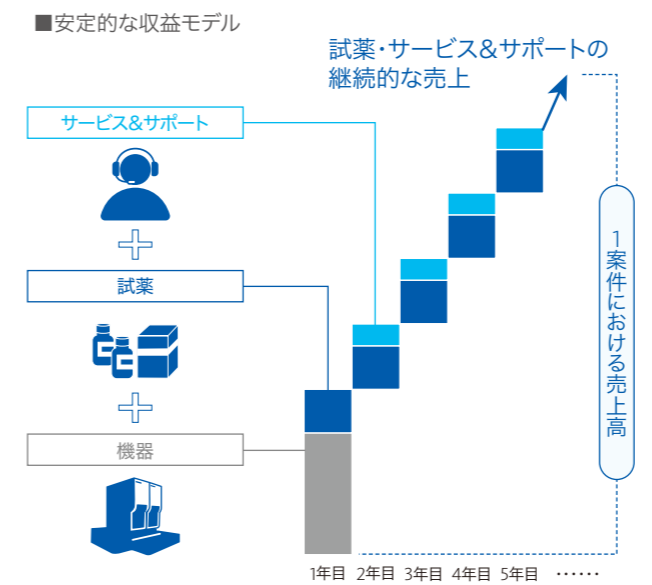 ■安定的な収益モデル
試薬・サービス&サポートの
継続的な売上
サービス&サポート
試薬
機器
1案件における売上高
1年目 2年目 3年目 4年目 5年目 ……